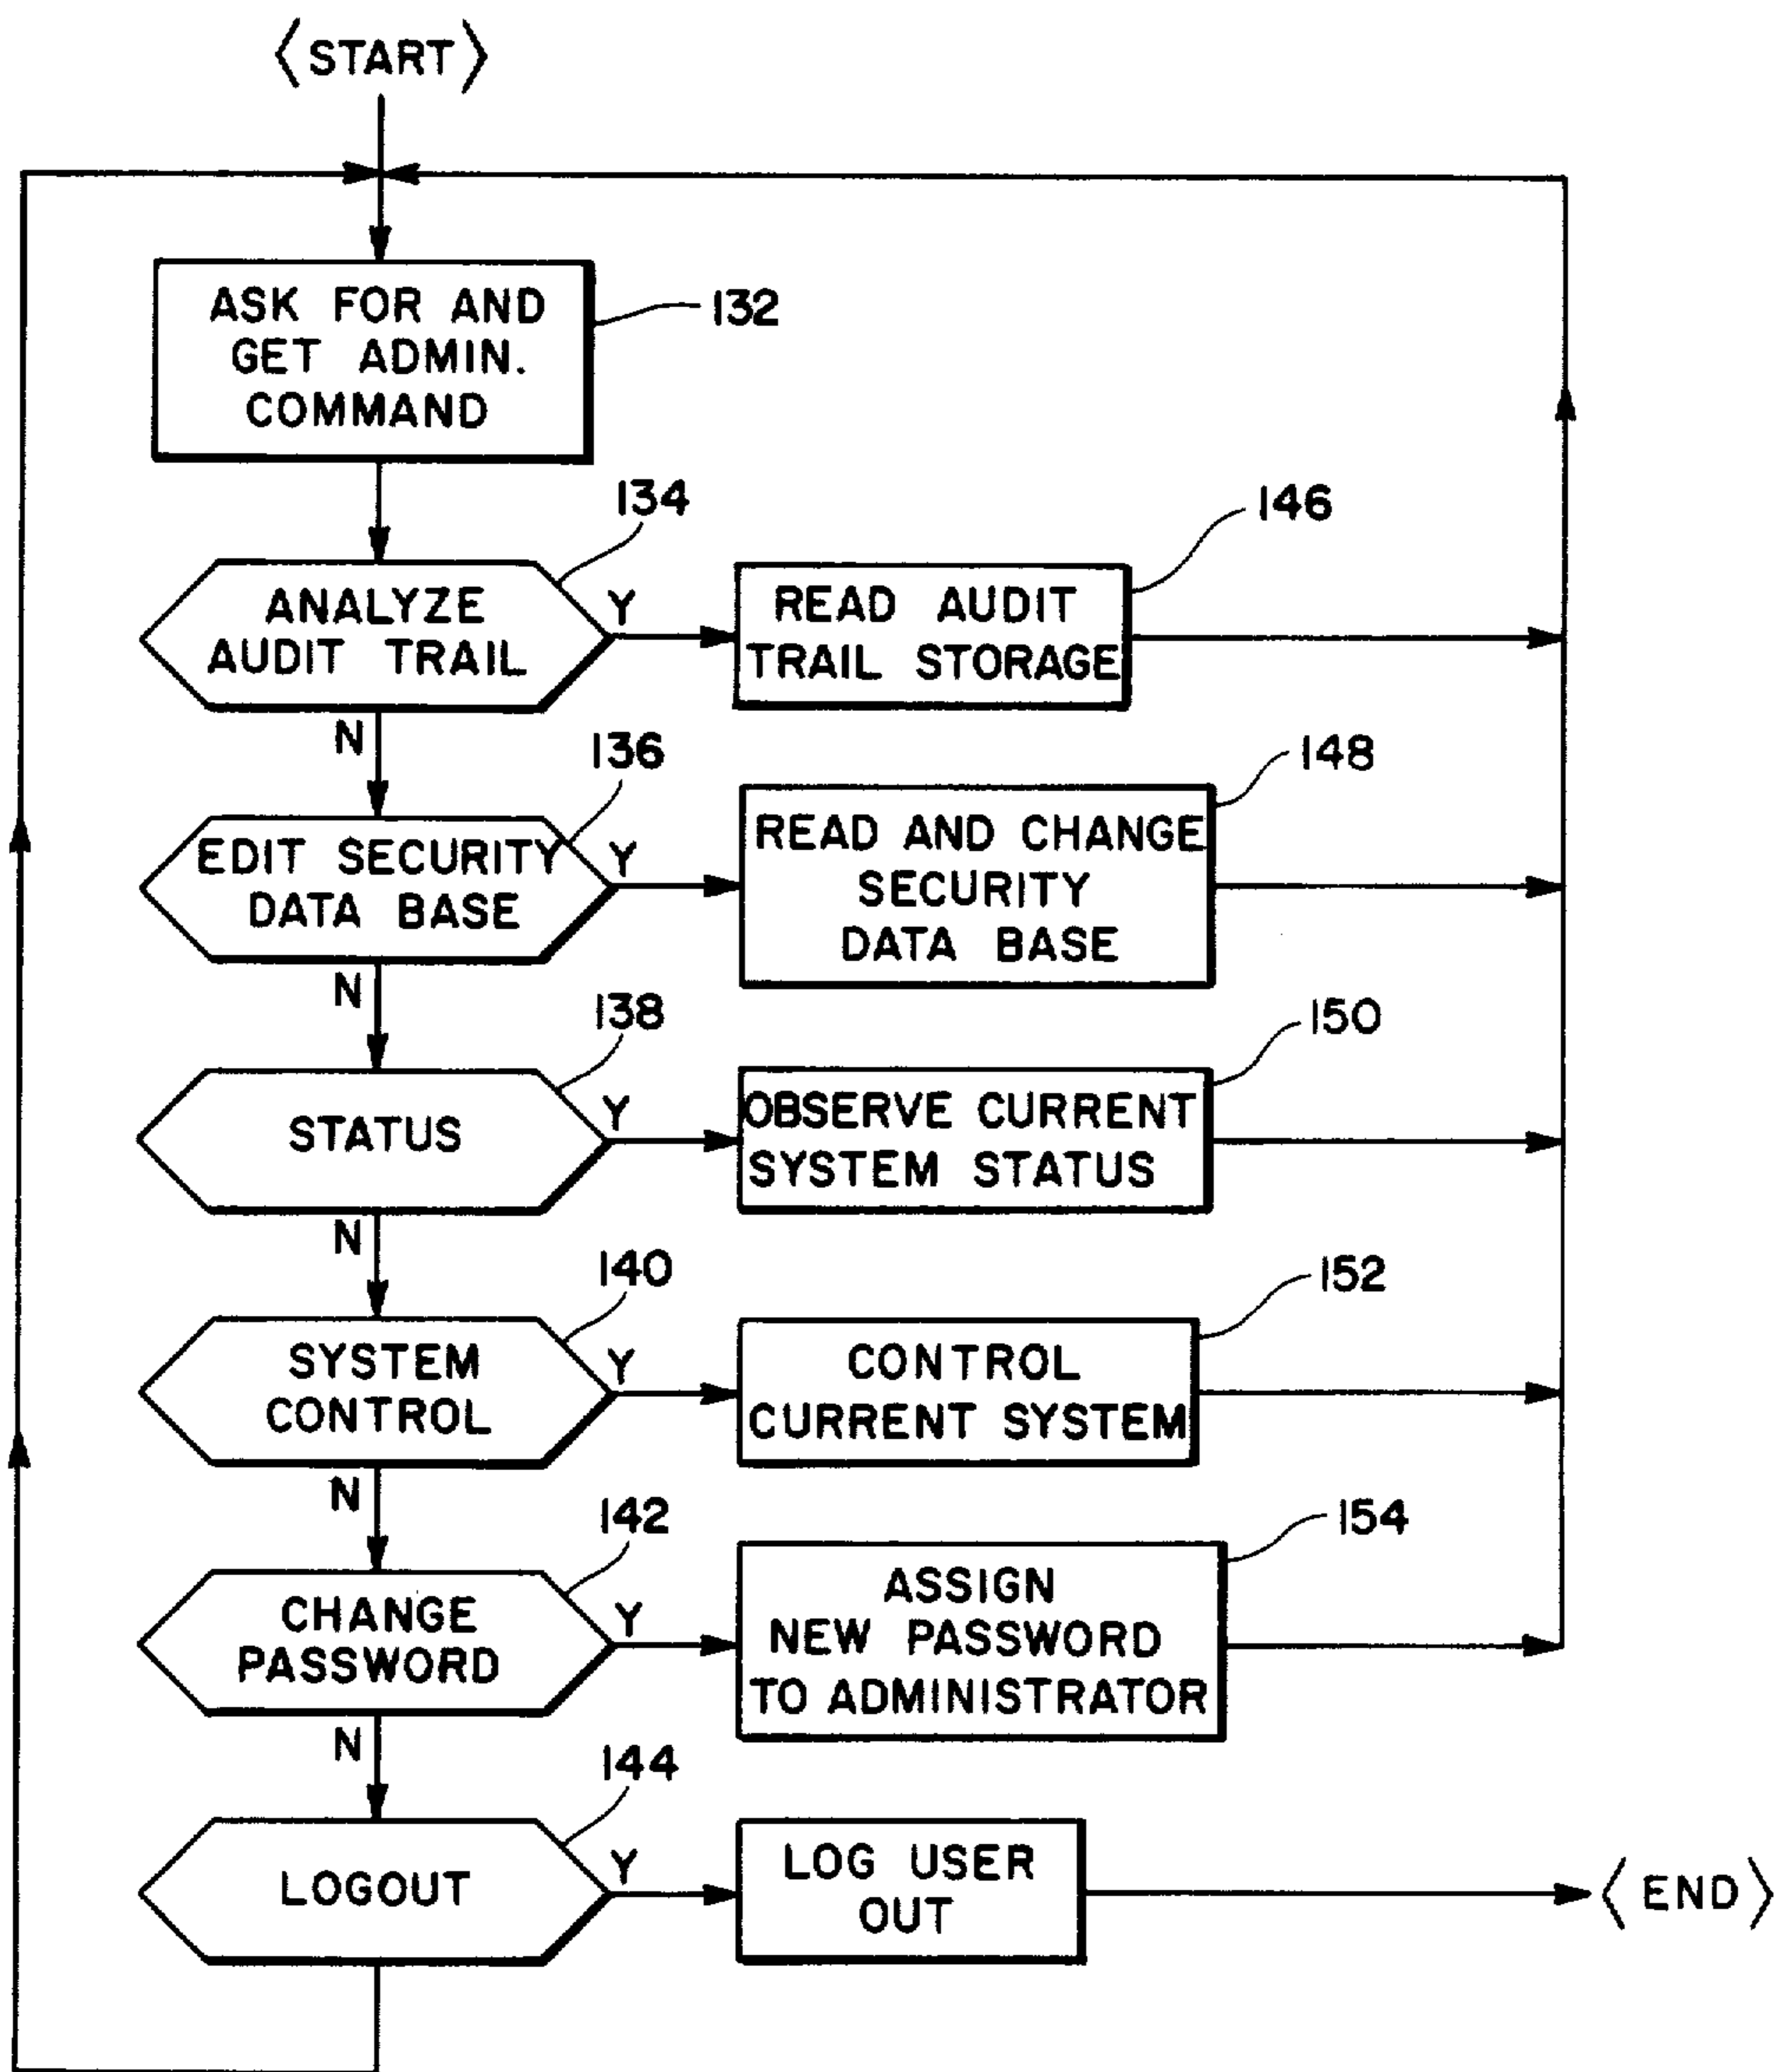 〈START〉
ASK FOR AND
GET ADMIN.
COMMAND
132
134
ANALYZE
AUDIT TRAIL
Y
N
146
READ AUDIT
TRAIL STORAGE
136
EDIT SECURITY
DATA BASE
Y
N
148
READ AND CHANGE
SECURITY
DATA BASE
138
STATUS
Y
N
150
OBSERVE CURRENT
SYSTEM STATUS
140
SYSTEM
CONTROL
Y
N
152
CONTROL
CURRENT SYSTEM
142
CHANGE
PASSWORD
Y
N
154
ASSIGN
NEW PASSWORD
TO ADMINISTRATOR
144
LOGOUT
Y
LOG USER
OUT
〈END〉